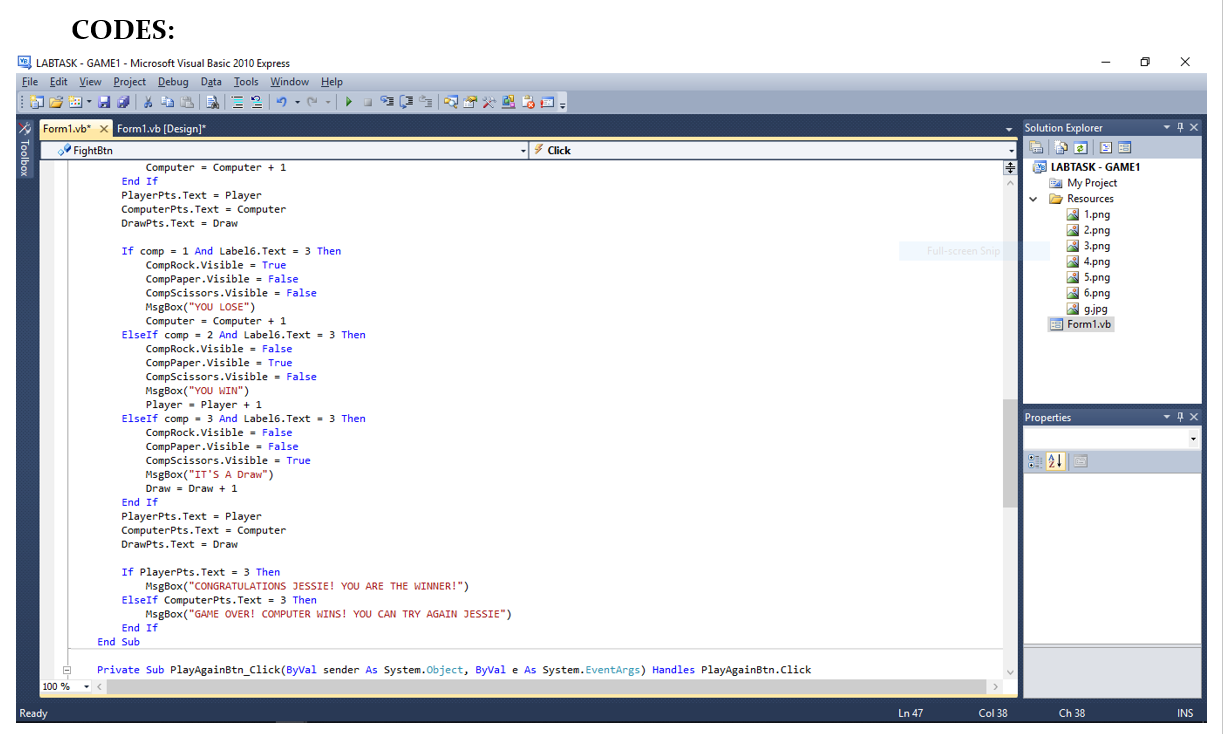 CODES:
LABTASK - GAME1 - Microsoft Visual Basic 2010 Express
File Edit View Project Debug Data Tools Window Help
Form1.vb* Form1.vb [Design]*
Toolbox
FightBtn Click
Computer = Computer + 1
End If
PlayerPts.Text = Player
ComputerPts.Text = Computer
DrawPts.Text = Draw
If comp = 1 And Label6.Text = 3 Then
CompRock.Visible = True
CompPaper.Visible = False
CompScissors.Visible = False
MsgBox("YOU LOSE")
Computer = Computer + 1
ElseIf comp = 2 And Label6.Text = 3 Then
CompRock.Visible = False
CompPaper.Visible = True
CompScissors.Visible = False
MsgBox("YOU WIN")
Player = Player + 1
ElseIf comp = 3 And Label6.Text = 3 Then
CompRock.Visible = False
CompPaper.Visible = False
CompScissors.Visible = True
MsgBox("IT'S A Draw")
Draw = Draw + 1
End If
PlayerPts.Text = Player
ComputerPts.Text = Computer
DrawPts.Text = Draw
If PlayerPts.Text = 3 Then
MsgBox("CONGRATULATIONS JESSIE! YOU ARE THE WINNER!")
ElseIf ComputerPts.Text = 3 Then
MsgBox("GAME OVER! COMPUTER WINS! YOU CAN TRY AGAIN JESSIE")
End If
End Sub
Private Sub PlayAgainBtn_Click(ByVal sender As System.Object, ByVal e As System.EventArgs) Handles PlayAgainBtn.Click
100 %
Full-screen Snip
Solution Explorer
LABTASK - GAME1
My Project
Resources
1.png
2.png
3.png
4.png
5.png
6.png
g.jpg
Form1.vb
Properties
Ready Ln 47 Col 38 Ch 38 INS